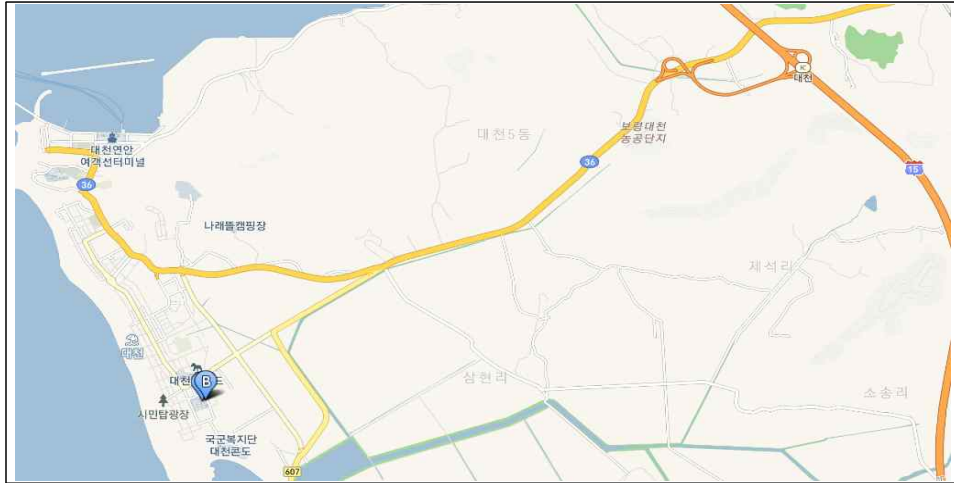 IC
대천
대천5동
보령대천
농공단지
대천연안
여객선터미널
36
36
15
나래뜰캠핑장
제석리
대천
B
삼현리
소송리
시민탑광장
국군복지단
대천콘도
607